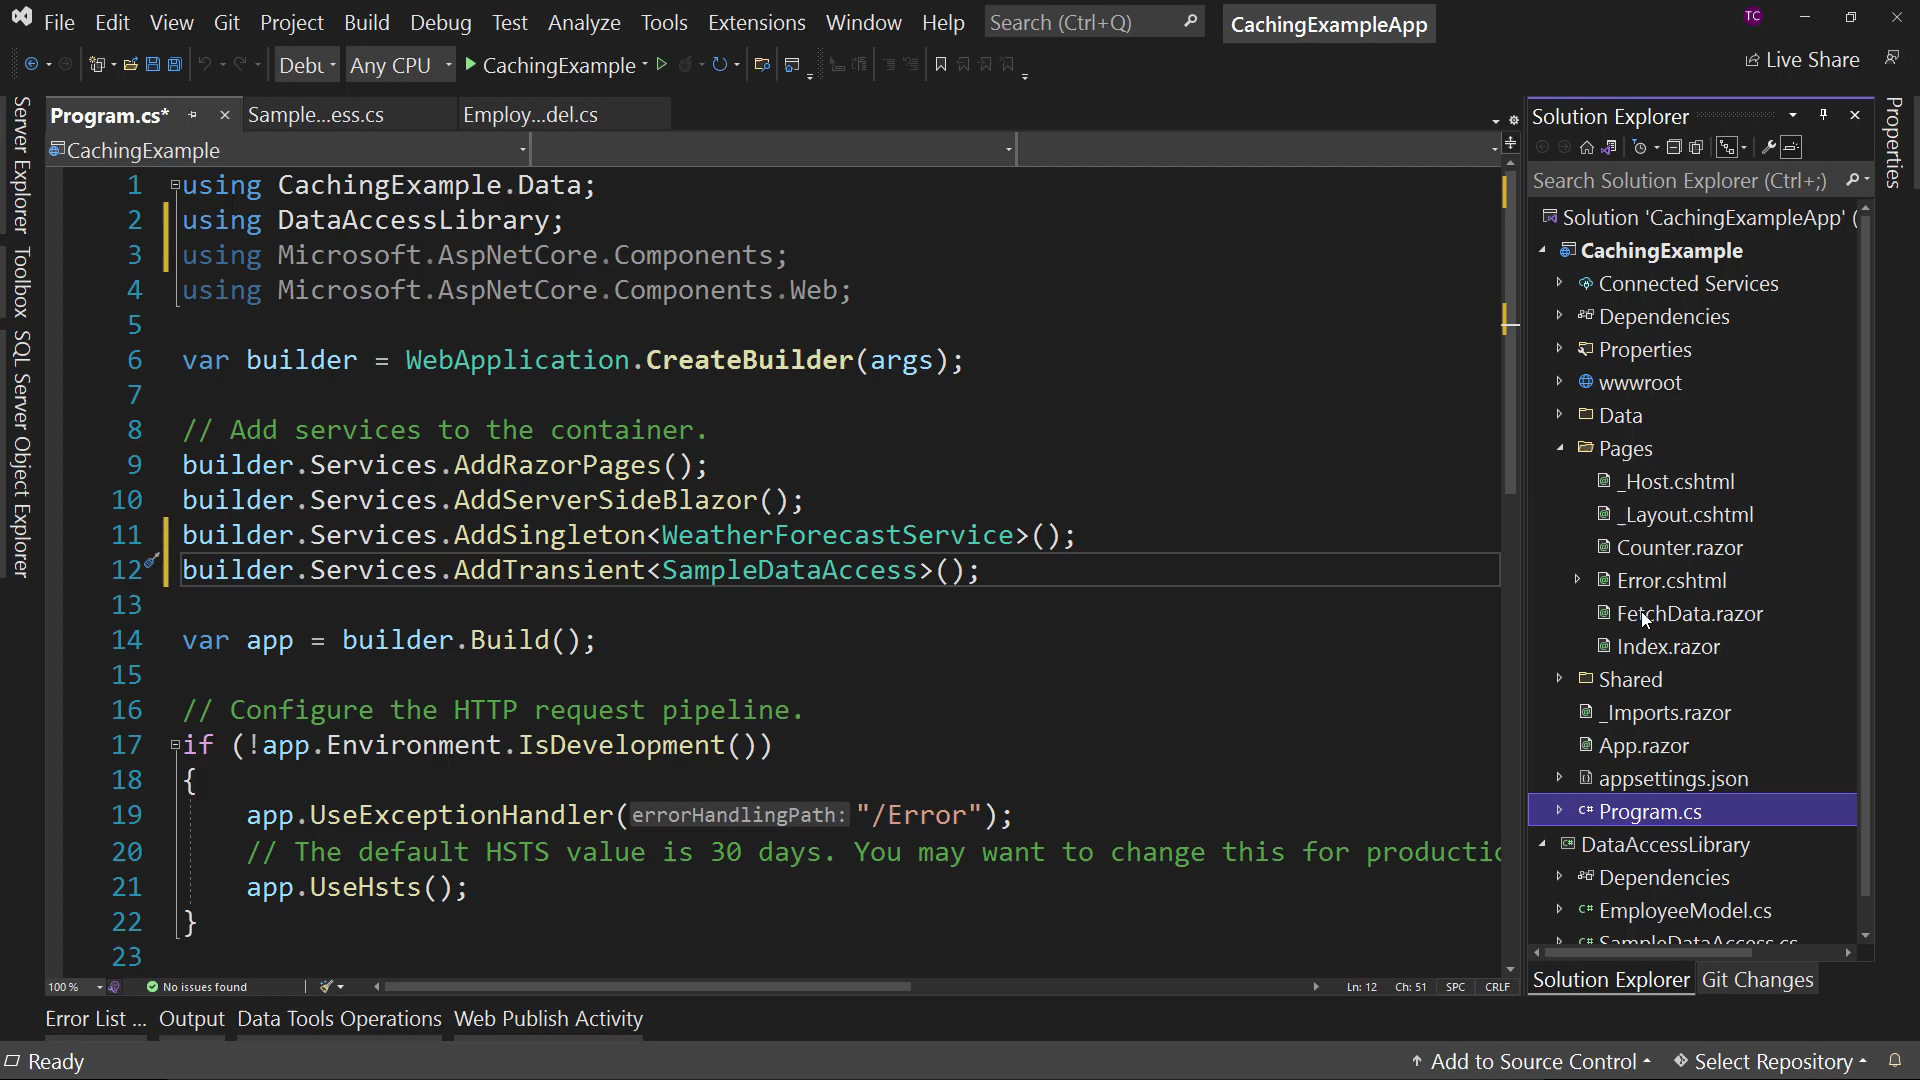 File Edit View Git Project Build Debug Test Analyze Tools Extensions Window Help Search (Ctrl+Q) CachingExampleApp TC
Debu Any CPU CachingExample Live Share
Server Explorer
Toolbox
SQL Server Object Explorer
Program.cs* Sample...ess.cs Employ...del.cs
CachingExample
1 using CachingExample.Data;
2 using DataAccessLibrary;
3 using Microsoft.AspNetCore.Components;
4 using Microsoft.AspNetCore.Components.Web;
5
6 var builder = WebApplication.CreateBuilder(args);
7
8 // Add services to the container.
9 builder.Services.AddRazorPages();
10 builder.Services.AddServerSideBlazor();
11 builder.Services.AddSingleton<WeatherForecastService>();
12 builder.Services.AddTransient<SampleDataAccess>();
13
14 var app = builder.Build();
15
16 // Configure the HTTP request pipeline.
17 if (!app.Environment.IsDevelopment())
18 {
19 app.UseExceptionHandler(errorHandlingPath: "/Error");
20 // The default HSTS value is 30 days. You may want to change this for productic
21 app.UseHsts();
22 }
23
100 % No issues found Ln: 12 Ch: 51 SPC CRLF
Solution Explorer
Search Solution Explorer (Ctrl+;)
Solution 'CachingExampleApp' (
CachingExample
Connected Services
Dependencies
Properties
wwwroot
Data
Pages
_Host.cshtml
_Layout.cshtml
Counter.razor
Error.cshtml
FetchData.razor
Index.razor
Shared
_Imports.razor
App.razor
appsettings.json
C# Program.cs
C# DataAccessLibrary
Dependencies
C# EmployeeModel.cs
C# SampleDataAccess.cs
Solution Explorer Git Changes
Properties
Error List ... Output Data Tools Operations Web Publish Activity
Ready Add to Source Control Select Repository